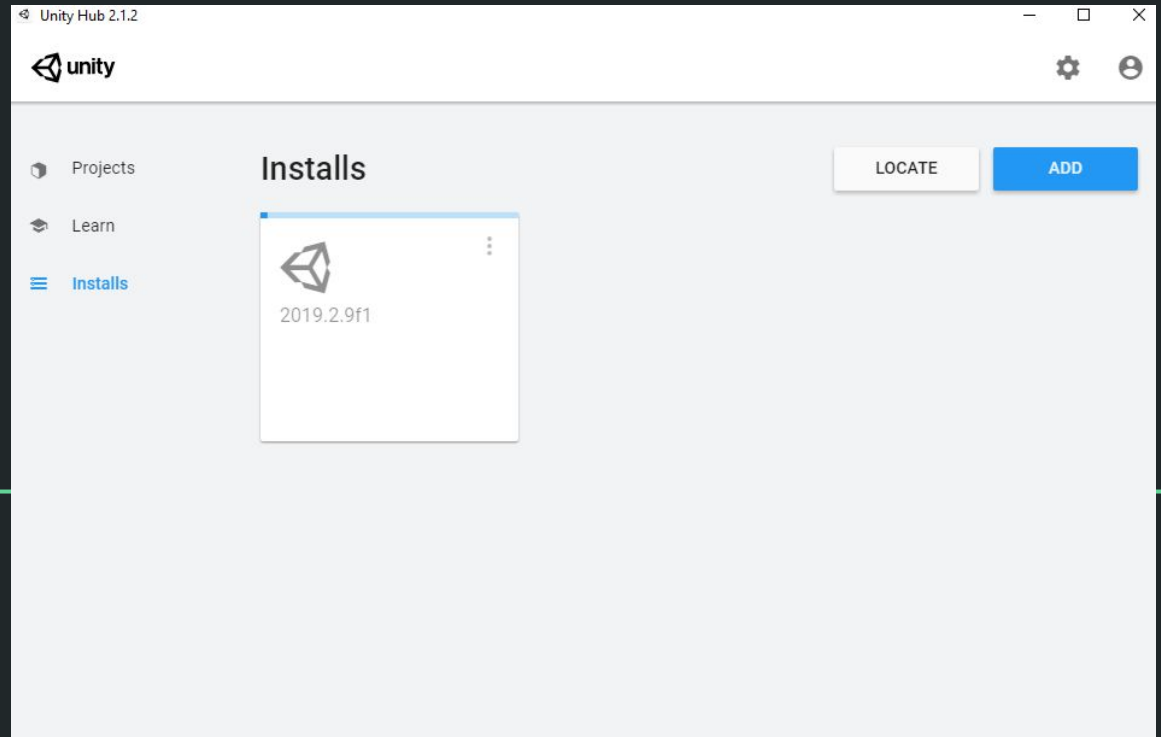 Unity Hub 2.1.2
unity
Projects
Learn
Installs
Installs
LOCATE
ADD
2019.2.9f1